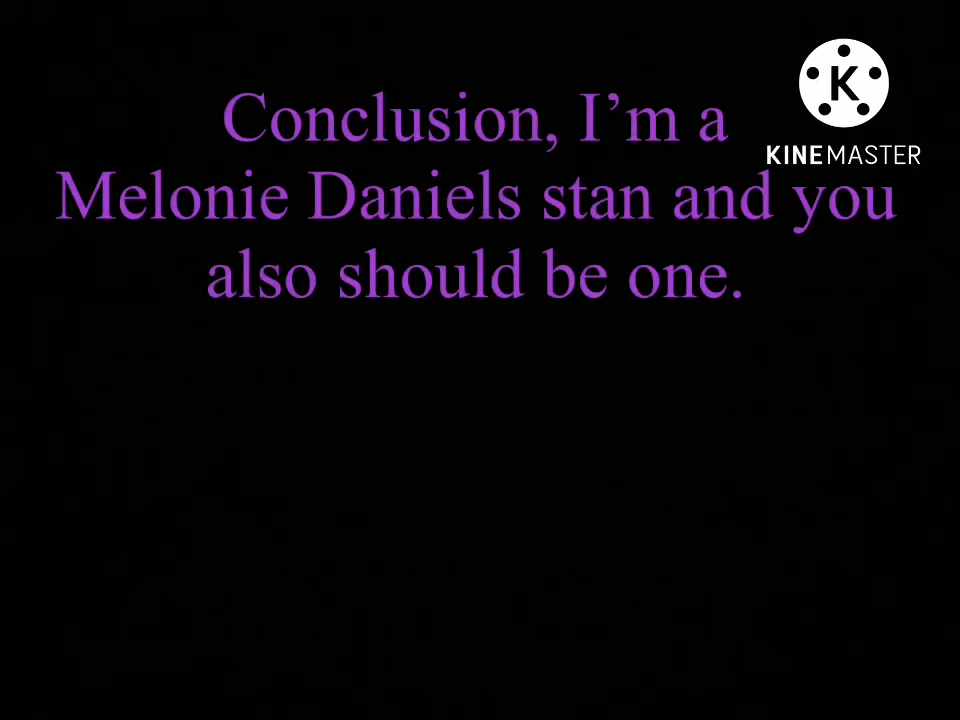 Conclusion, I’m a
Melonie Daniels stan and you
also should be one.
K
KINEMASTER